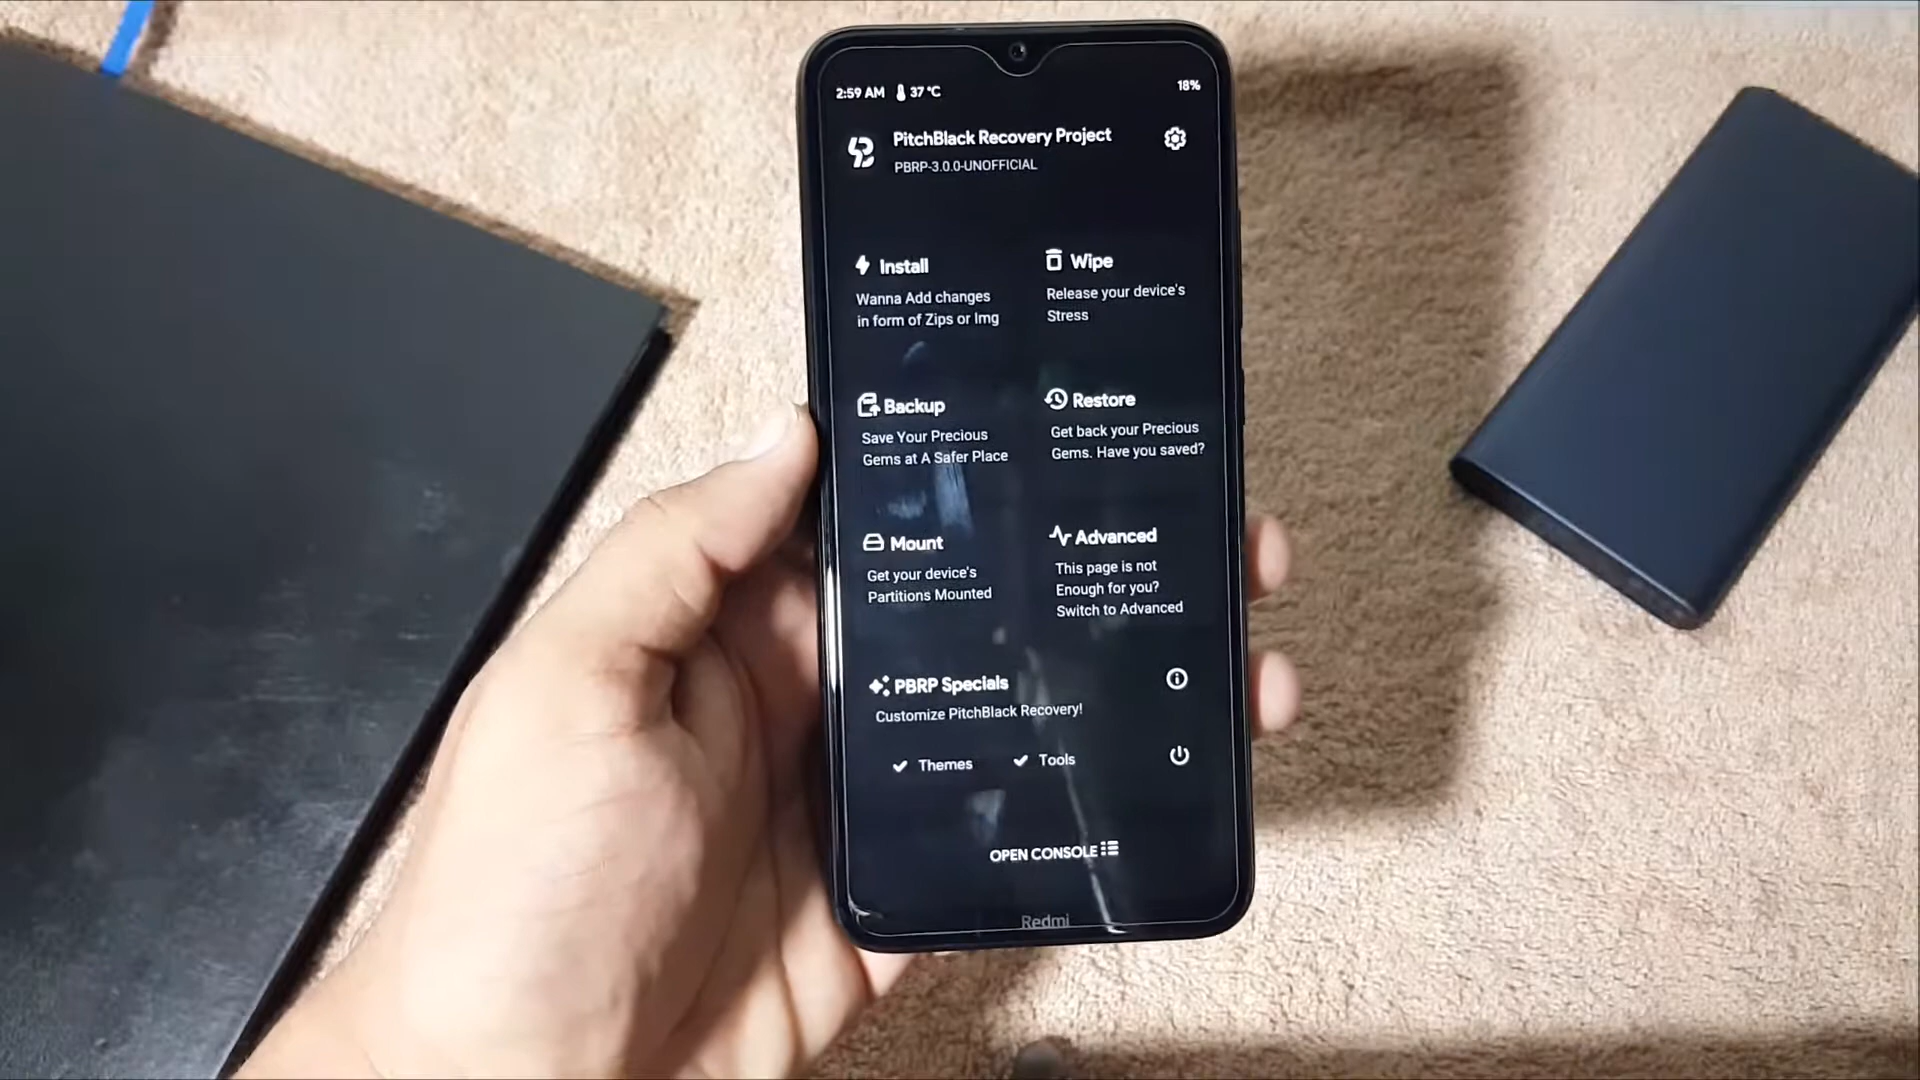 2:59 AM 37 °C 18%
PitchBlack Recovery Project
PBRP-3.0.0-UNOFFICIAL
Install
Wanna Add changes
in form of Zips or Img
Wipe
Release your device's
Stress
Backup
Save Your Precious
Gems at A Safer Place
Restore
Get back your Precious
Gems. Have you saved?
Mount
Get your device's
Partitions Mounted
Advanced
This page is not
Enough for you?
Switch to Advanced
PBRP Specials
Customize PitchBlack Recovery!
Themes Tools
OPEN CONSOLE
Redmi